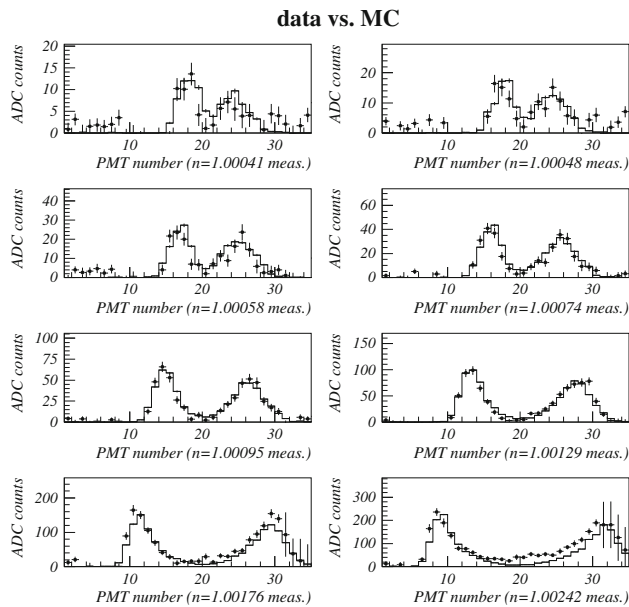 data vs. MC
ADC counts
20
15
10
5
0
10 20 30
PMT number (n=1.00041 meas.)
ADC counts
20
10
0
10 20 30
PMT number (n=1.00048 meas.)
ADC counts
40
30
20
10
0
10 20 30
PMT number (n=1.00058 meas.)
ADC counts
60
40
20
0
10 20 30
PMT number (n=1.00074 meas.)
ADC counts
100
75
50
25
0
10 20 30
PMT number (n=1.00095 meas.)
ADC counts
150
100
50
0
10 20 30
PMT number (n=1.00129 meas.)
ADC counts
200
100
0
10 20 30
PMT number (n=1.00176 meas.)
ADC counts
300
200
100
0
10 20 30
PMT number (n=1.00242 meas.)